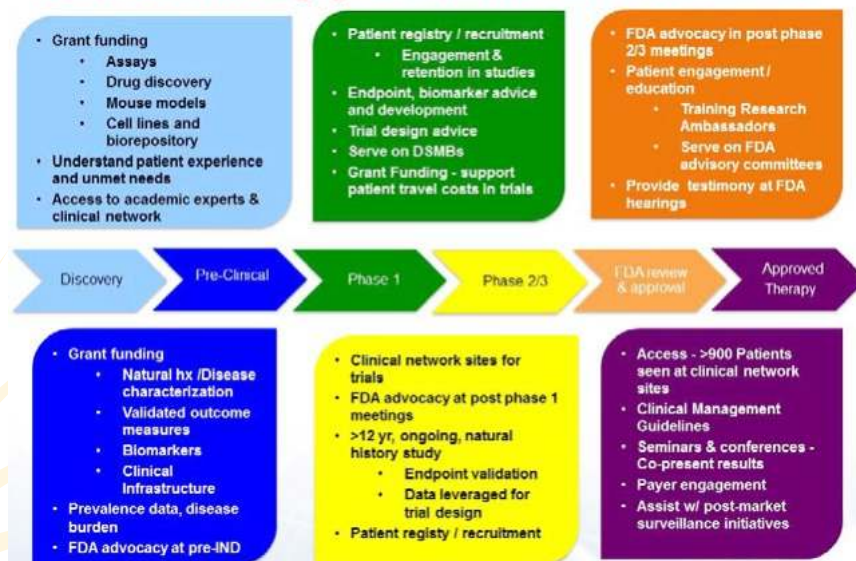 • Grant funding
• Assays
• Drug discovery
• Mouse models
• Cell lines and
biorepository
• Understand patient experience
and unmet needs
• Access to academic experts &
clinical network
• Patient registry / recruitment
• Engagement &
retention in studies
• Endpoint, biomarker advice
and development
• Trial design advice
• Serve on DSMBs
• Grant Funding - support
patient travel costs in trials
• FDA advocacy in post phase
2/3 meetings
• Patient engagement /
education
• Training Research
Ambassadors
• Serve on FDA
advisory committees
• Provide testimony at FDA
hearings
Discovery
Pre-Clinical
Phase 1
Phase 2/3
FDA review
& approval
Approved
Therapy
• Grant funding
• Natural hx /Disease
characterization
• Validated outcome
measures
• Biomarkers
• Clinical
Infrastructure
• Prevalence data, disease
burden
• FDA advocacy at pre-IND
• Clinical network sites for
trials
• FDA advocacy at post phase 1
meetings
• >12 yr, ongoing, natural
history study
• Endpoint validation
• Data leveraged for
trial design
• Patient registy / recruitment
• Access - >900 Patients
seen at clinical network
sites
• Clinical Management
Guidelines
• Seminars & conferences -
Co-present results
• Payer engagement
• Assist w/ post-market
surveillance initiatives